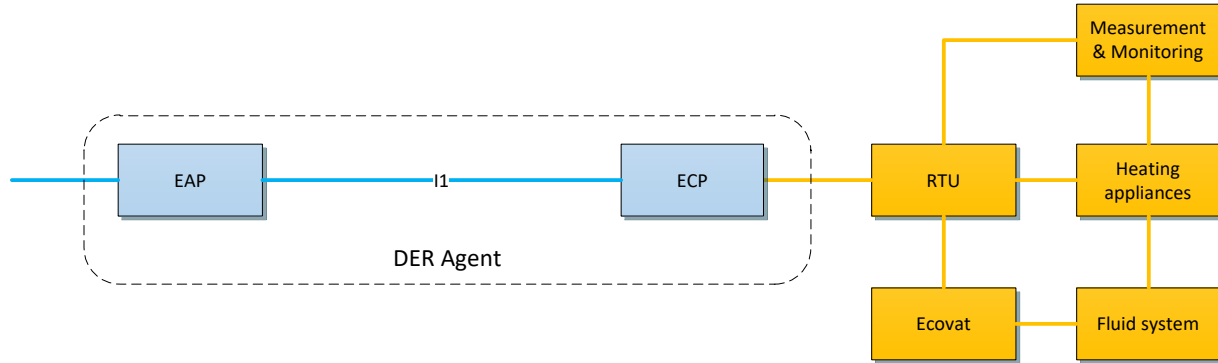 Measurement
& Monitoring
EAP
I1
ECP
RTU
Heating
appliances
DER Agent
Ecovat
Fluid system